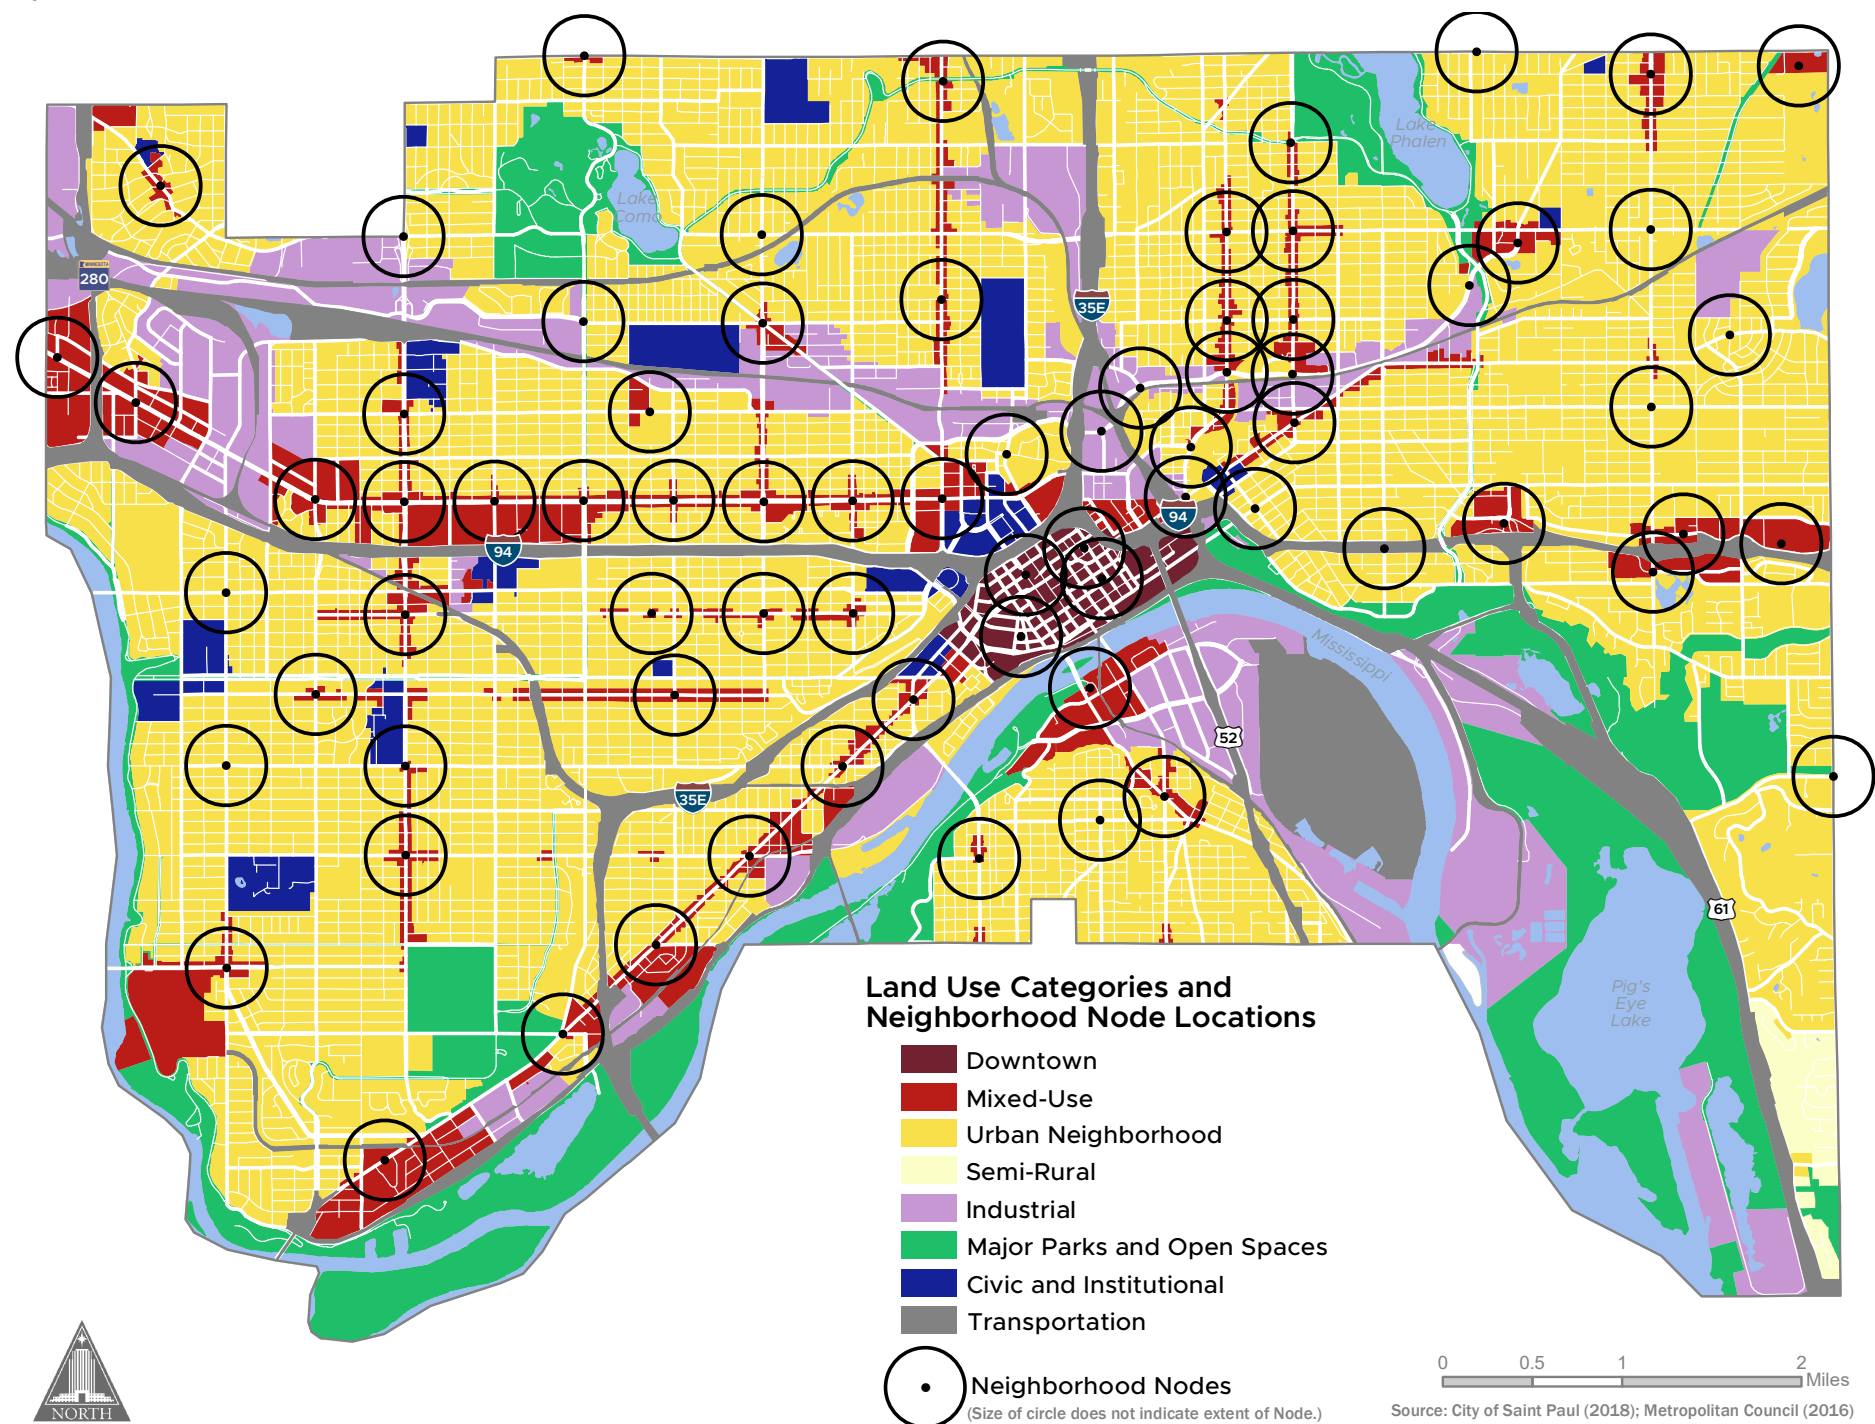 Lake
Phalen
Lake
Como
MINNESOTA
280
35E
94
94
Mississippi
52
35E
61
Pig's
Eye
Lake
Land Use Categories and
Neighborhood Node Locations
Downtown
Mixed-Use
Urban Neighborhood
Semi-Rural
Industrial
Major Parks and Open Spaces
Civic and Institutional
Transportation
Neighborhood Nodes
(Size of circle does not indicate extent of Node.)
0 0.5 1 2
Miles
Source: City of Saint Paul (2018); Metropolitan Council (2016)
NORTH